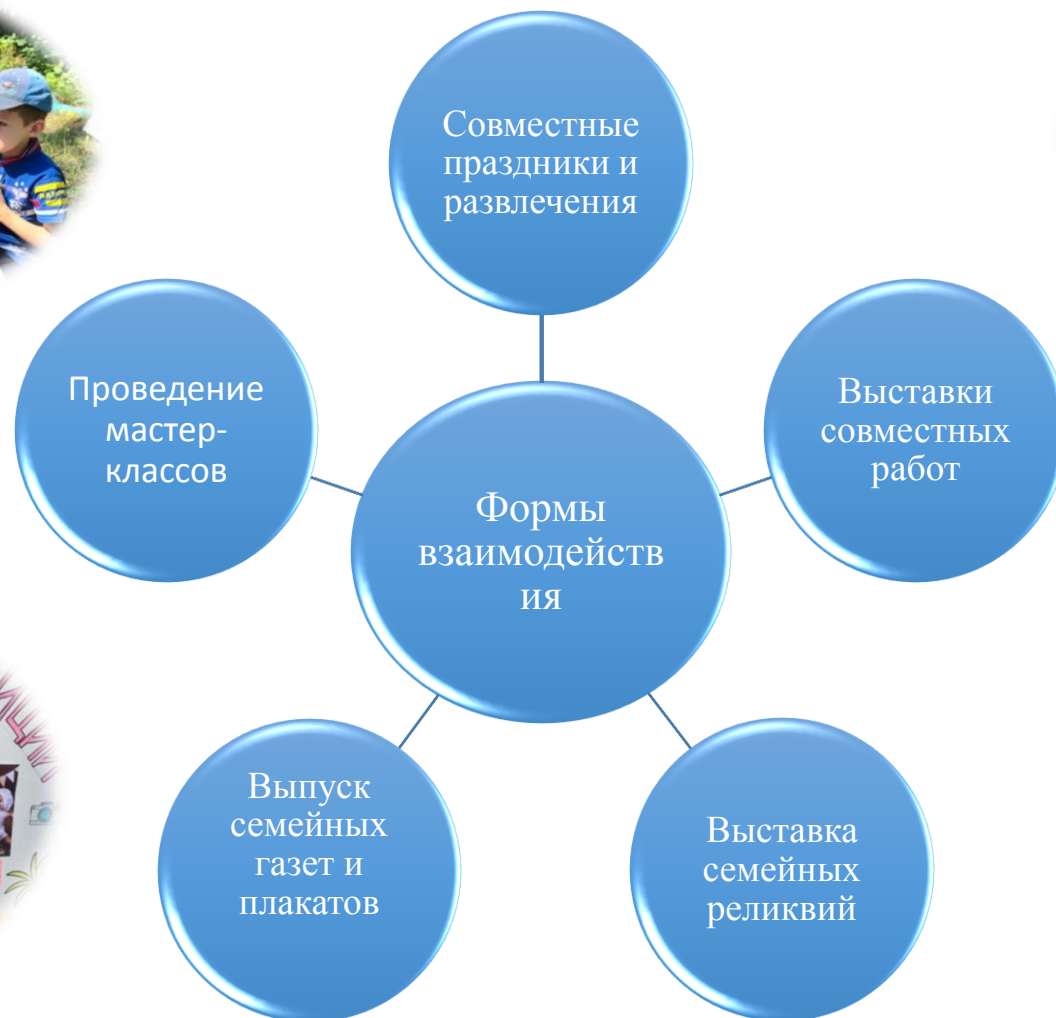 Совместные
праздники и
развлечения
Проведение
мастер-
классов
Выставки
совместных
работ
Формы
взаимодейств
ия
Выпуск
семейных
газет и
плакатов
Выставка
семейных
реликвий